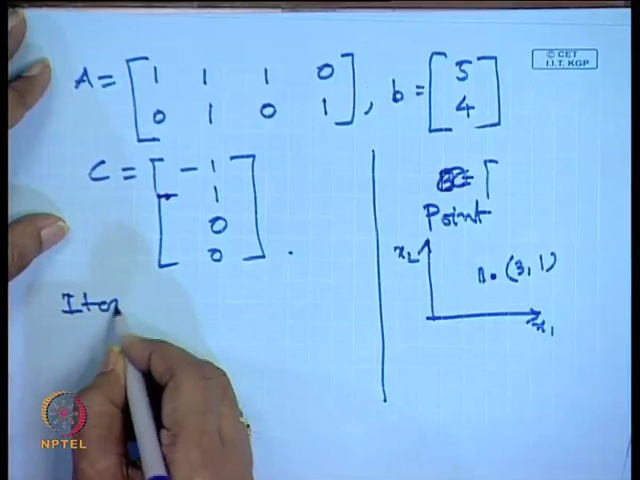 © CET
I.I.T. KGP
A = [ 1 1 1 0
0 1 0 1 ] , b = [ 5
4 ]
C = [ -1
1
0
0 ] .
Point
x₂
(3, 1)
x₁
Ite
NPTEL